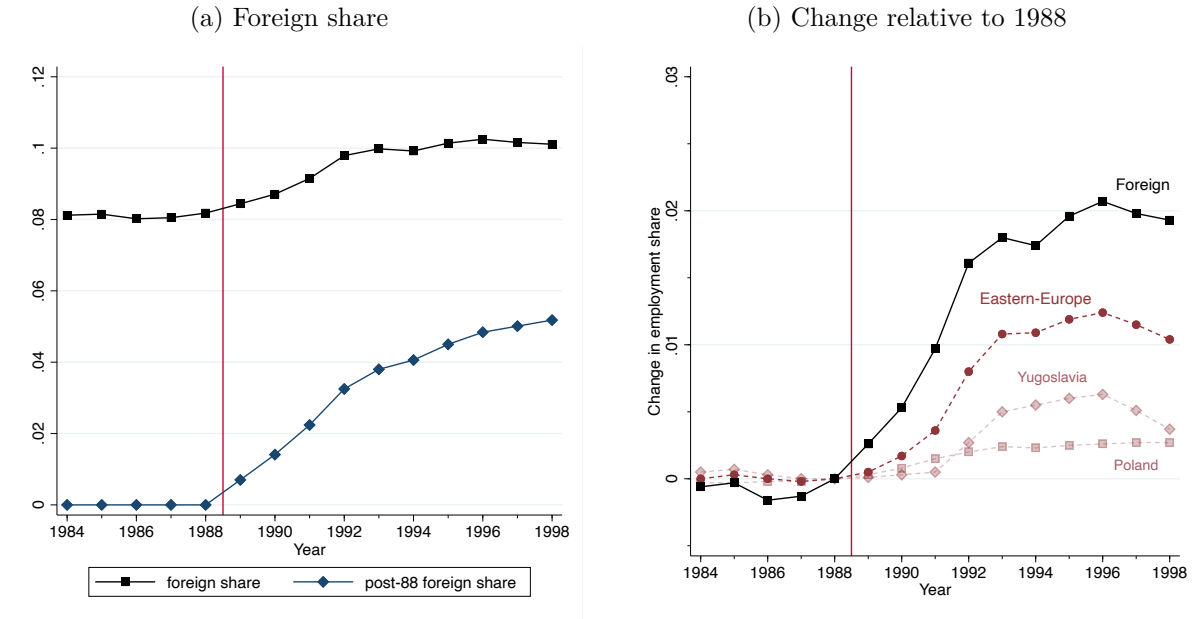 (a) Foreign share
.12
.1
.08
.06
.04
.02
0
1984 1986 1988 1990 1992 1994 1996 1998
Year
foreign share post-88 foreign share
(b) Change relative to 1988
Change in employment share
.03
.02
.01
0
Foreign
Eastern-Europe
Yugoslavia
Poland
1984 1986 1988 1990 1992 1994 1996 1998
Year